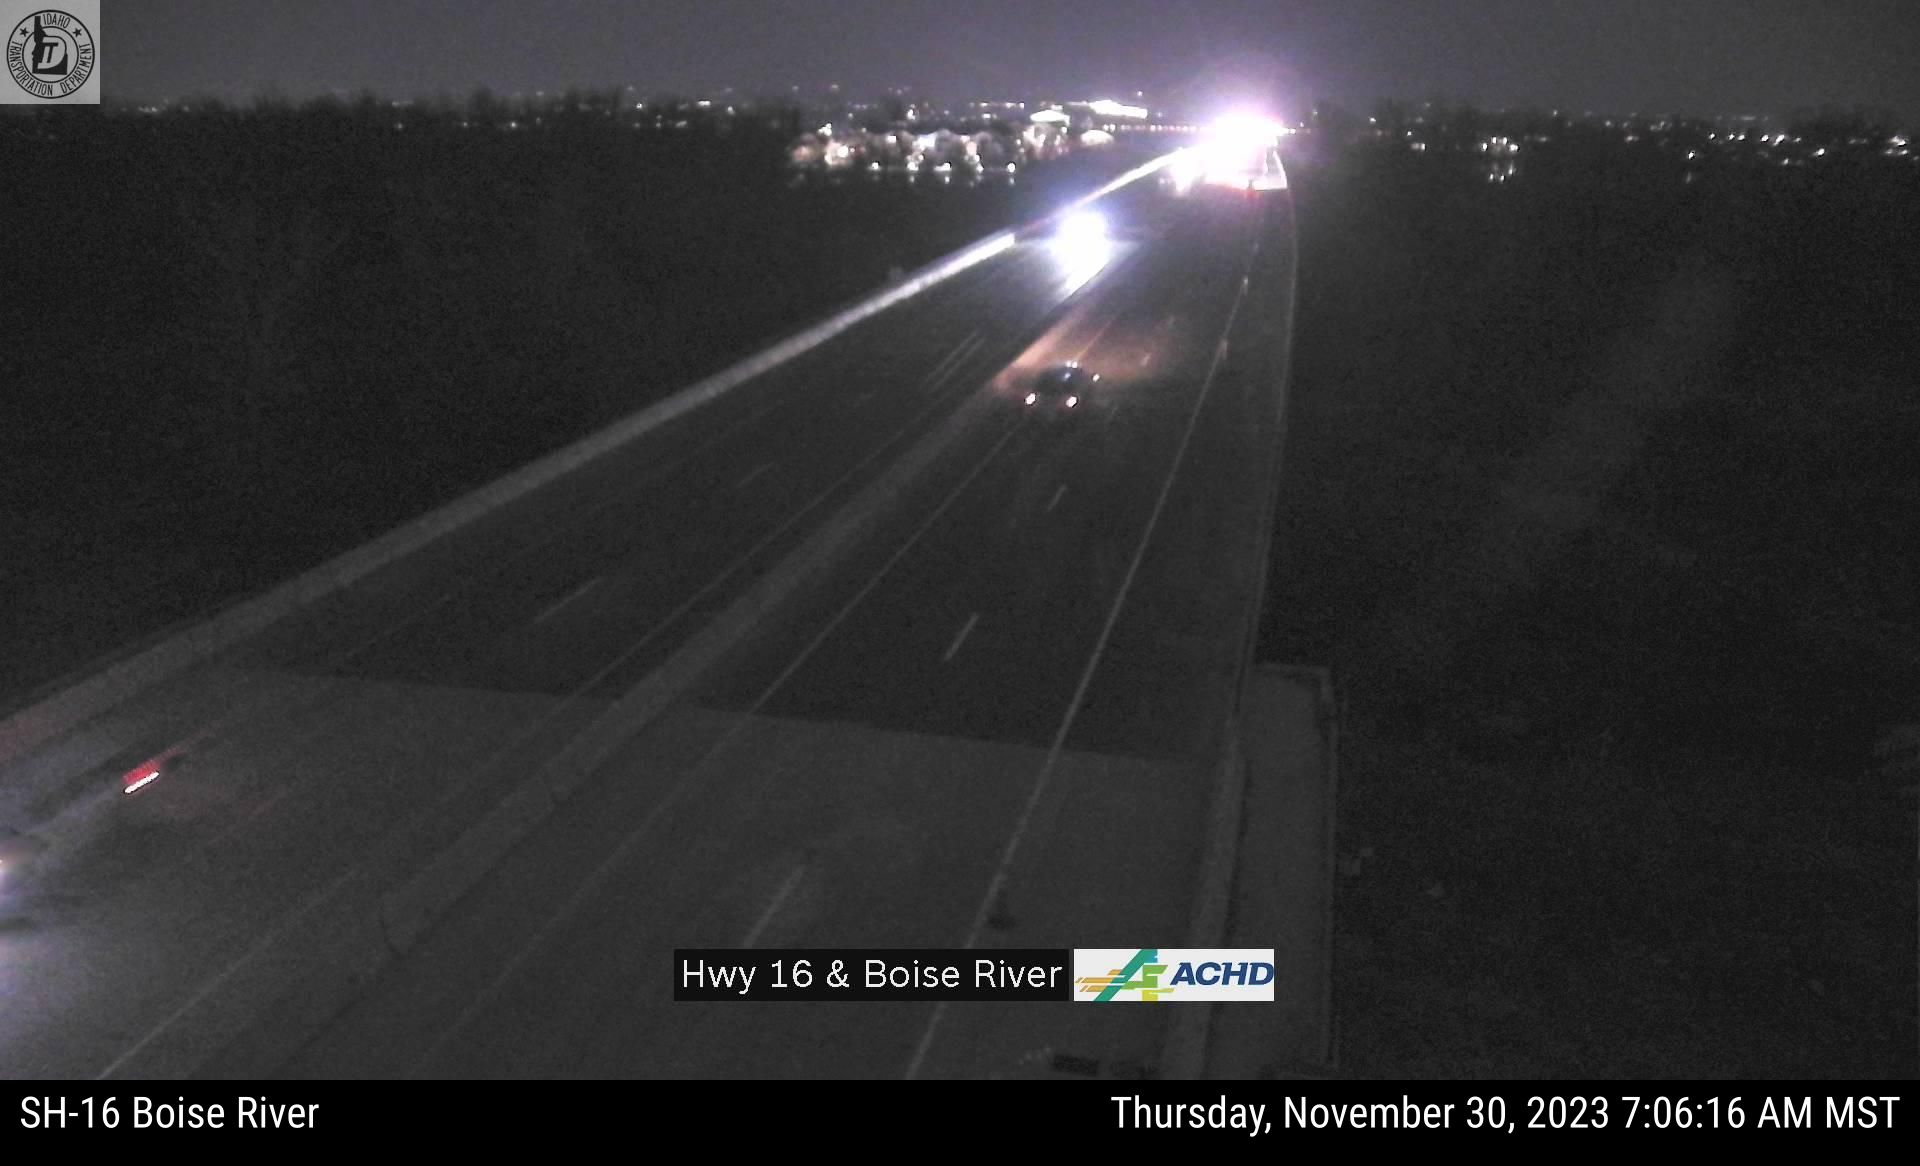 IDAHO
TRANSPORTATION DEPARTMENT
Hwy 16 & Boise River
ACHD
SH-16 Boise River
Thursday, November 30, 2023 7:06:16 AM MST